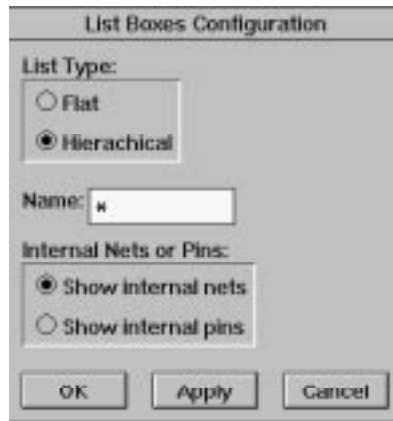 List Boxes Configuration
List Type:
Flat
Hierachical
Name: *
Internal Nets or Pins:
Show internal nets
Show internal pins
OK Apply Cancel